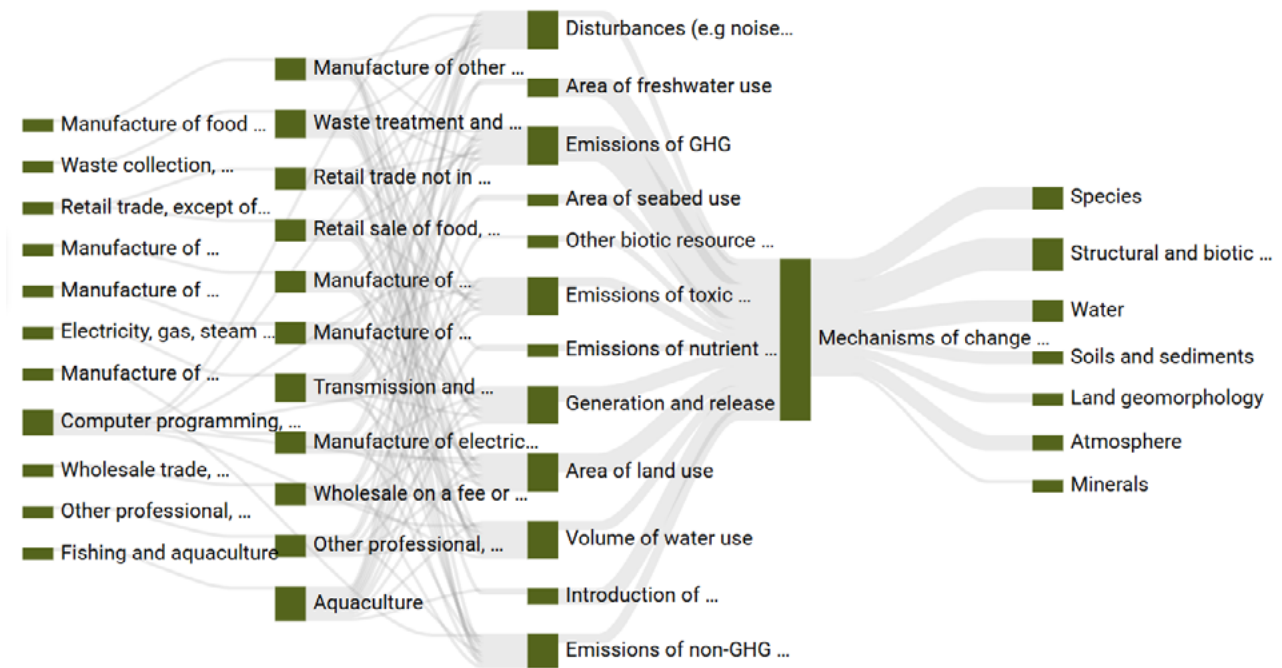 Manufacture of food ...
Waste collection, ...
Retail trade, except of...
Manufacture of ...
Manufacture of ...
Electricity, gas, steam ...
Manufacture of ...
Computer programming, ...
Wholesale trade, ...
Other professional, ...
Fishing and aquaculture
Manufacture of other ...
Waste treatment and ...
Retail trade not in ...
Retail sale of food, ...
Manufacture of ...
Manufacture of ...
Transmission and ...
Manufacture of electric...
Wholesale on a fee or ...
Other professional, ...
Aquaculture
Disturbances (e.g noise...
Area of freshwater use
Emissions of GHG
Area of seabed use
Other biotic resource ...
Emissions of toxic ...
Emissions of nutrient ...
Generation and release
Area of land use
Volume of water use
Introduction of ...
Emissions of non-GHG ...
Mechanisms of change ...
Species
Structural and biotic ...
Water
Soils and sediments
Land geomorphology
Atmosphere
Minerals